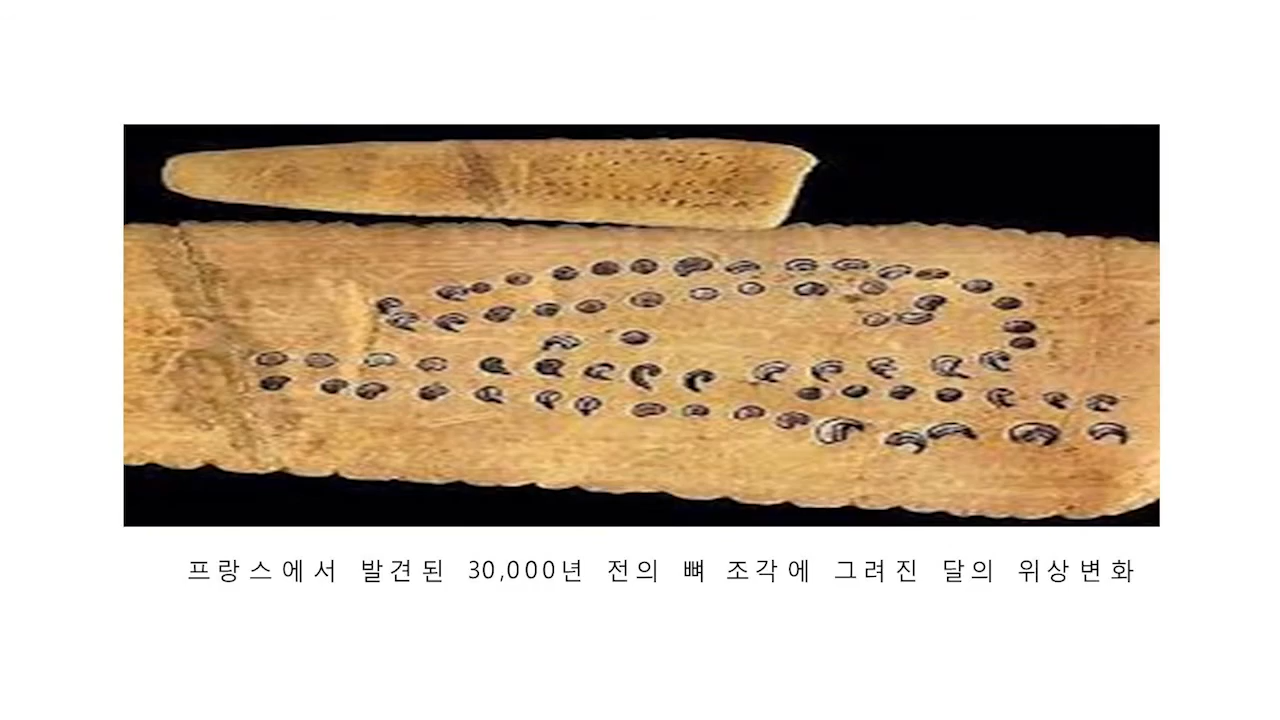 프랑스에서 발견된 30,000년 전의 뼈 조각에 그려진 달의 위상변화